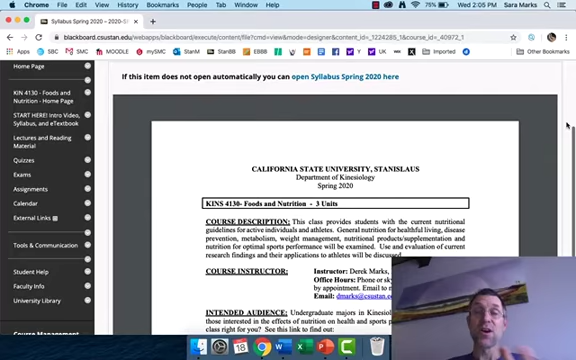 Chrome File Edit View History Bookmarks People Tab Window Help 75% Wed 2:05 PM Sara Marks
Syllabus Spring 2020 – 2020-S
blackboard.csustan.edu/webapps/blackboard/content/file?cmd=view&mode=designer&content_id=_1224285_1&course_id=_40972_1
Apps SBC SMC MOODLE mySMC Stan StanBB EBBB Imported Other Bookmarks
Home Page
KIN 4130 - Foods and
Nutrition - Home Page
START HERE! Intro Video,
Syllabus, and eTextbook
Lectures and Reading
Material
Quizzes
Exams
Assignments
Calendar
External Links
Tools & Communication
Student Help
Faculty Info
University Library
Course Management
If this item does not open automatically you can open Syllabus Spring 2020 here
CALIFORNIA STATE UNIVERSITY, STANISLAUS
Department of Kinesiology
Spring 2020
KINS 4130- Foods and Nutrition - 3 Units
COURSE DESCRIPTION: This class provides students with the current nutritional
guidelines for active individuals and athletes. General nutrition for healthful living, disease
prevention, metabolism, weight management, nutritional products/supplementation and
nutrition for optimal sports performance will be examined. Use and evaluation of current
research findings and their applications to athletes will be discussed.
COURSE INSTRUCTOR: Instructor: Derek Marks,
Office Hours: Phone or sky
by appointment. Email to
Email: dmarks@csustan.
INTENDED AUDIENCE: Undergraduate majors in Kinesiology
those interested in the effects of nutrition on health and sports
class right for you? See this link to find out:
18